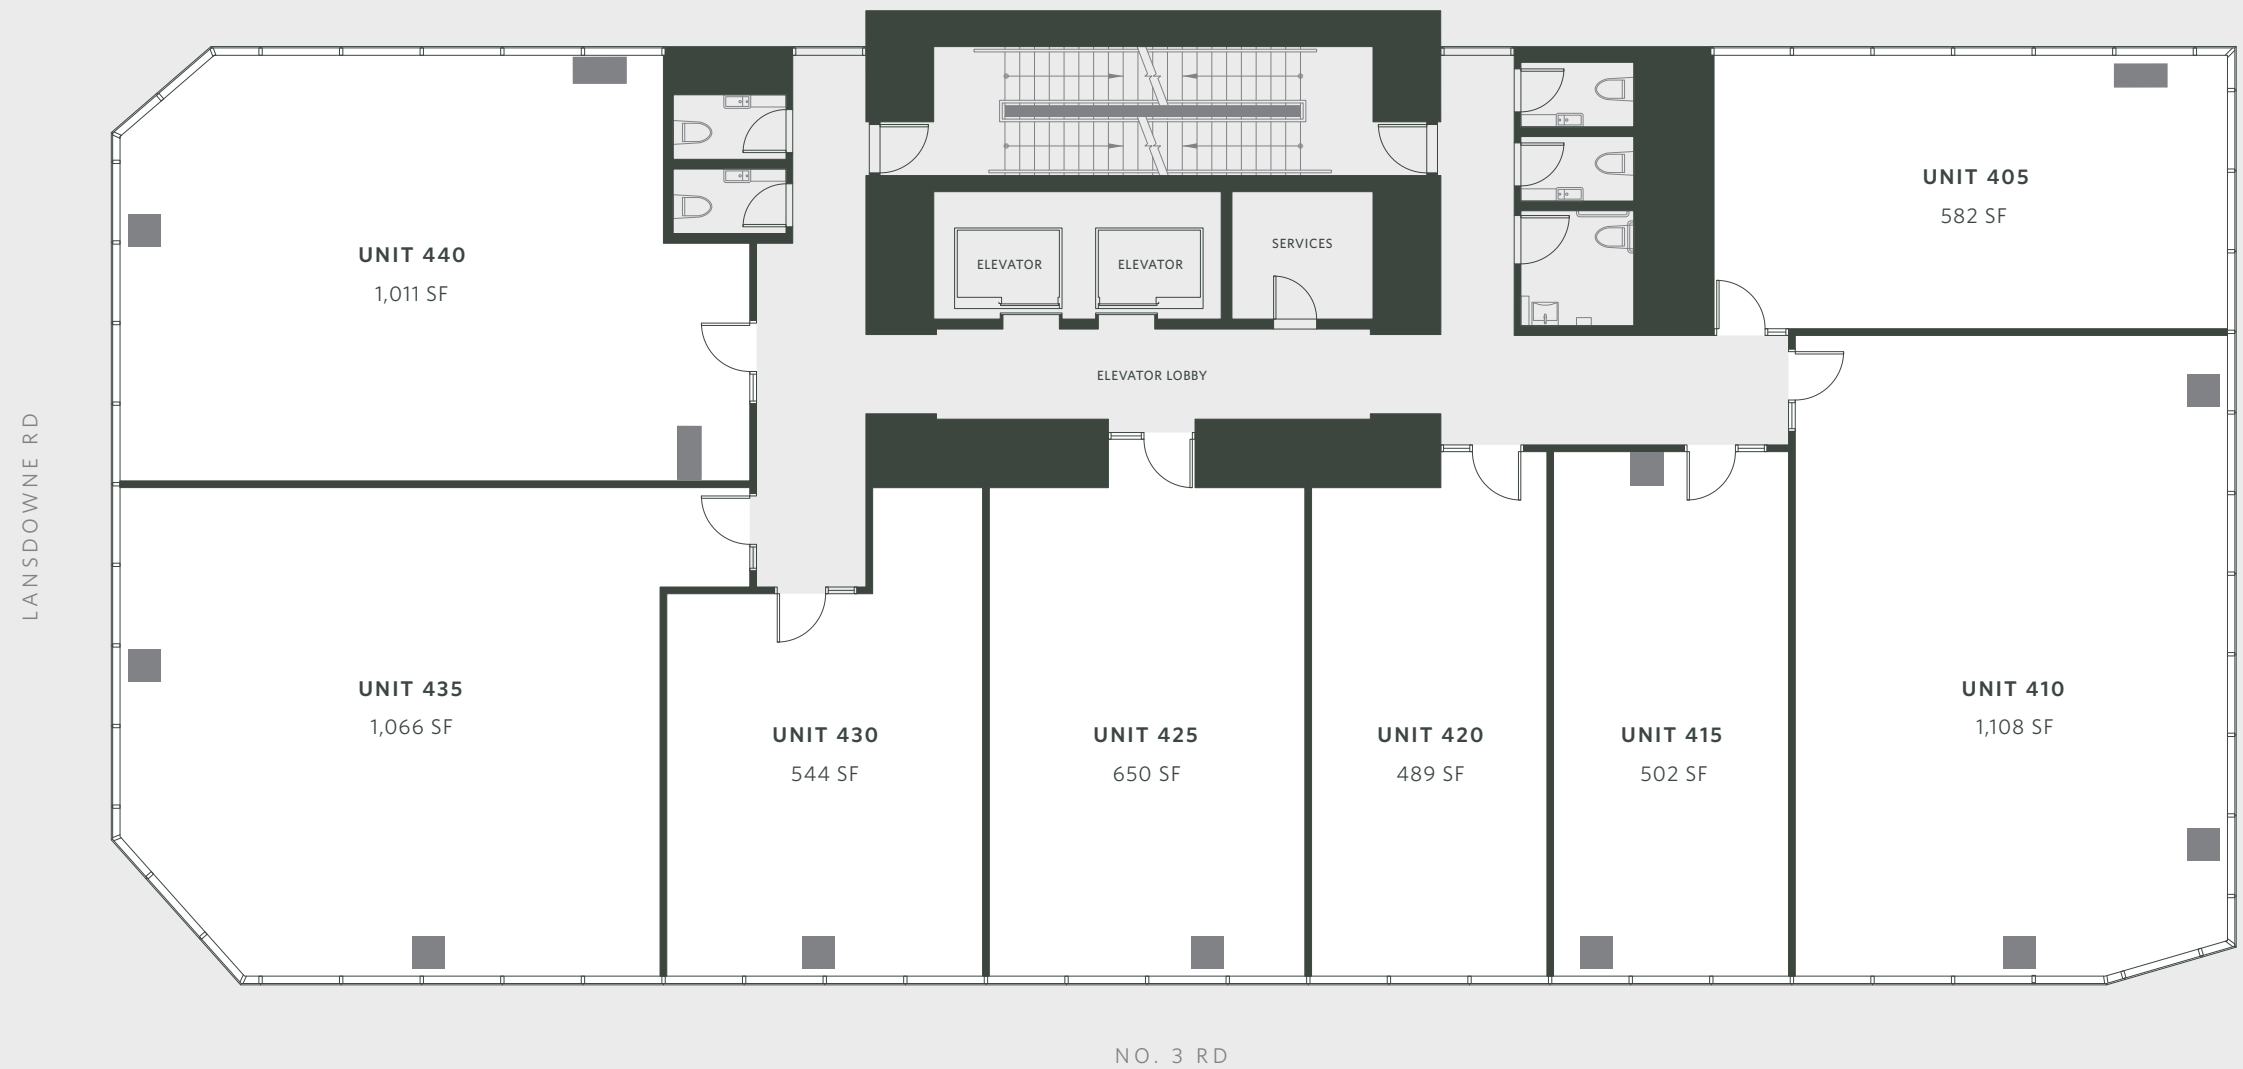 UNIT 405
582 SF
UNIT 440
1,011 SF
SERVICES
ELEVATOR
ELEVATOR
ELEVATOR LOBBY
LANSDOWNE RD
UNIT 435
1,066 SF
UNIT 430
544 SF
UNIT 425
650 SF
UNIT 420
489 SF
UNIT 415
502 SF
UNIT 410
1,108 SF
NO. 3 RD